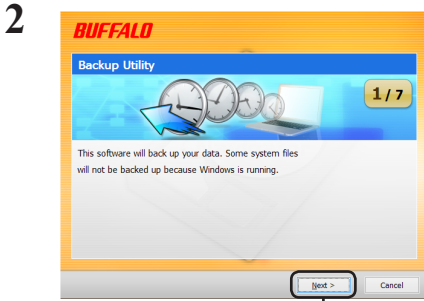 2
BUFFALO
Backup Utility
1 / 7
This software will back up your data. Some system files
will not be backed up because Windows is running.
Next >
Cancel